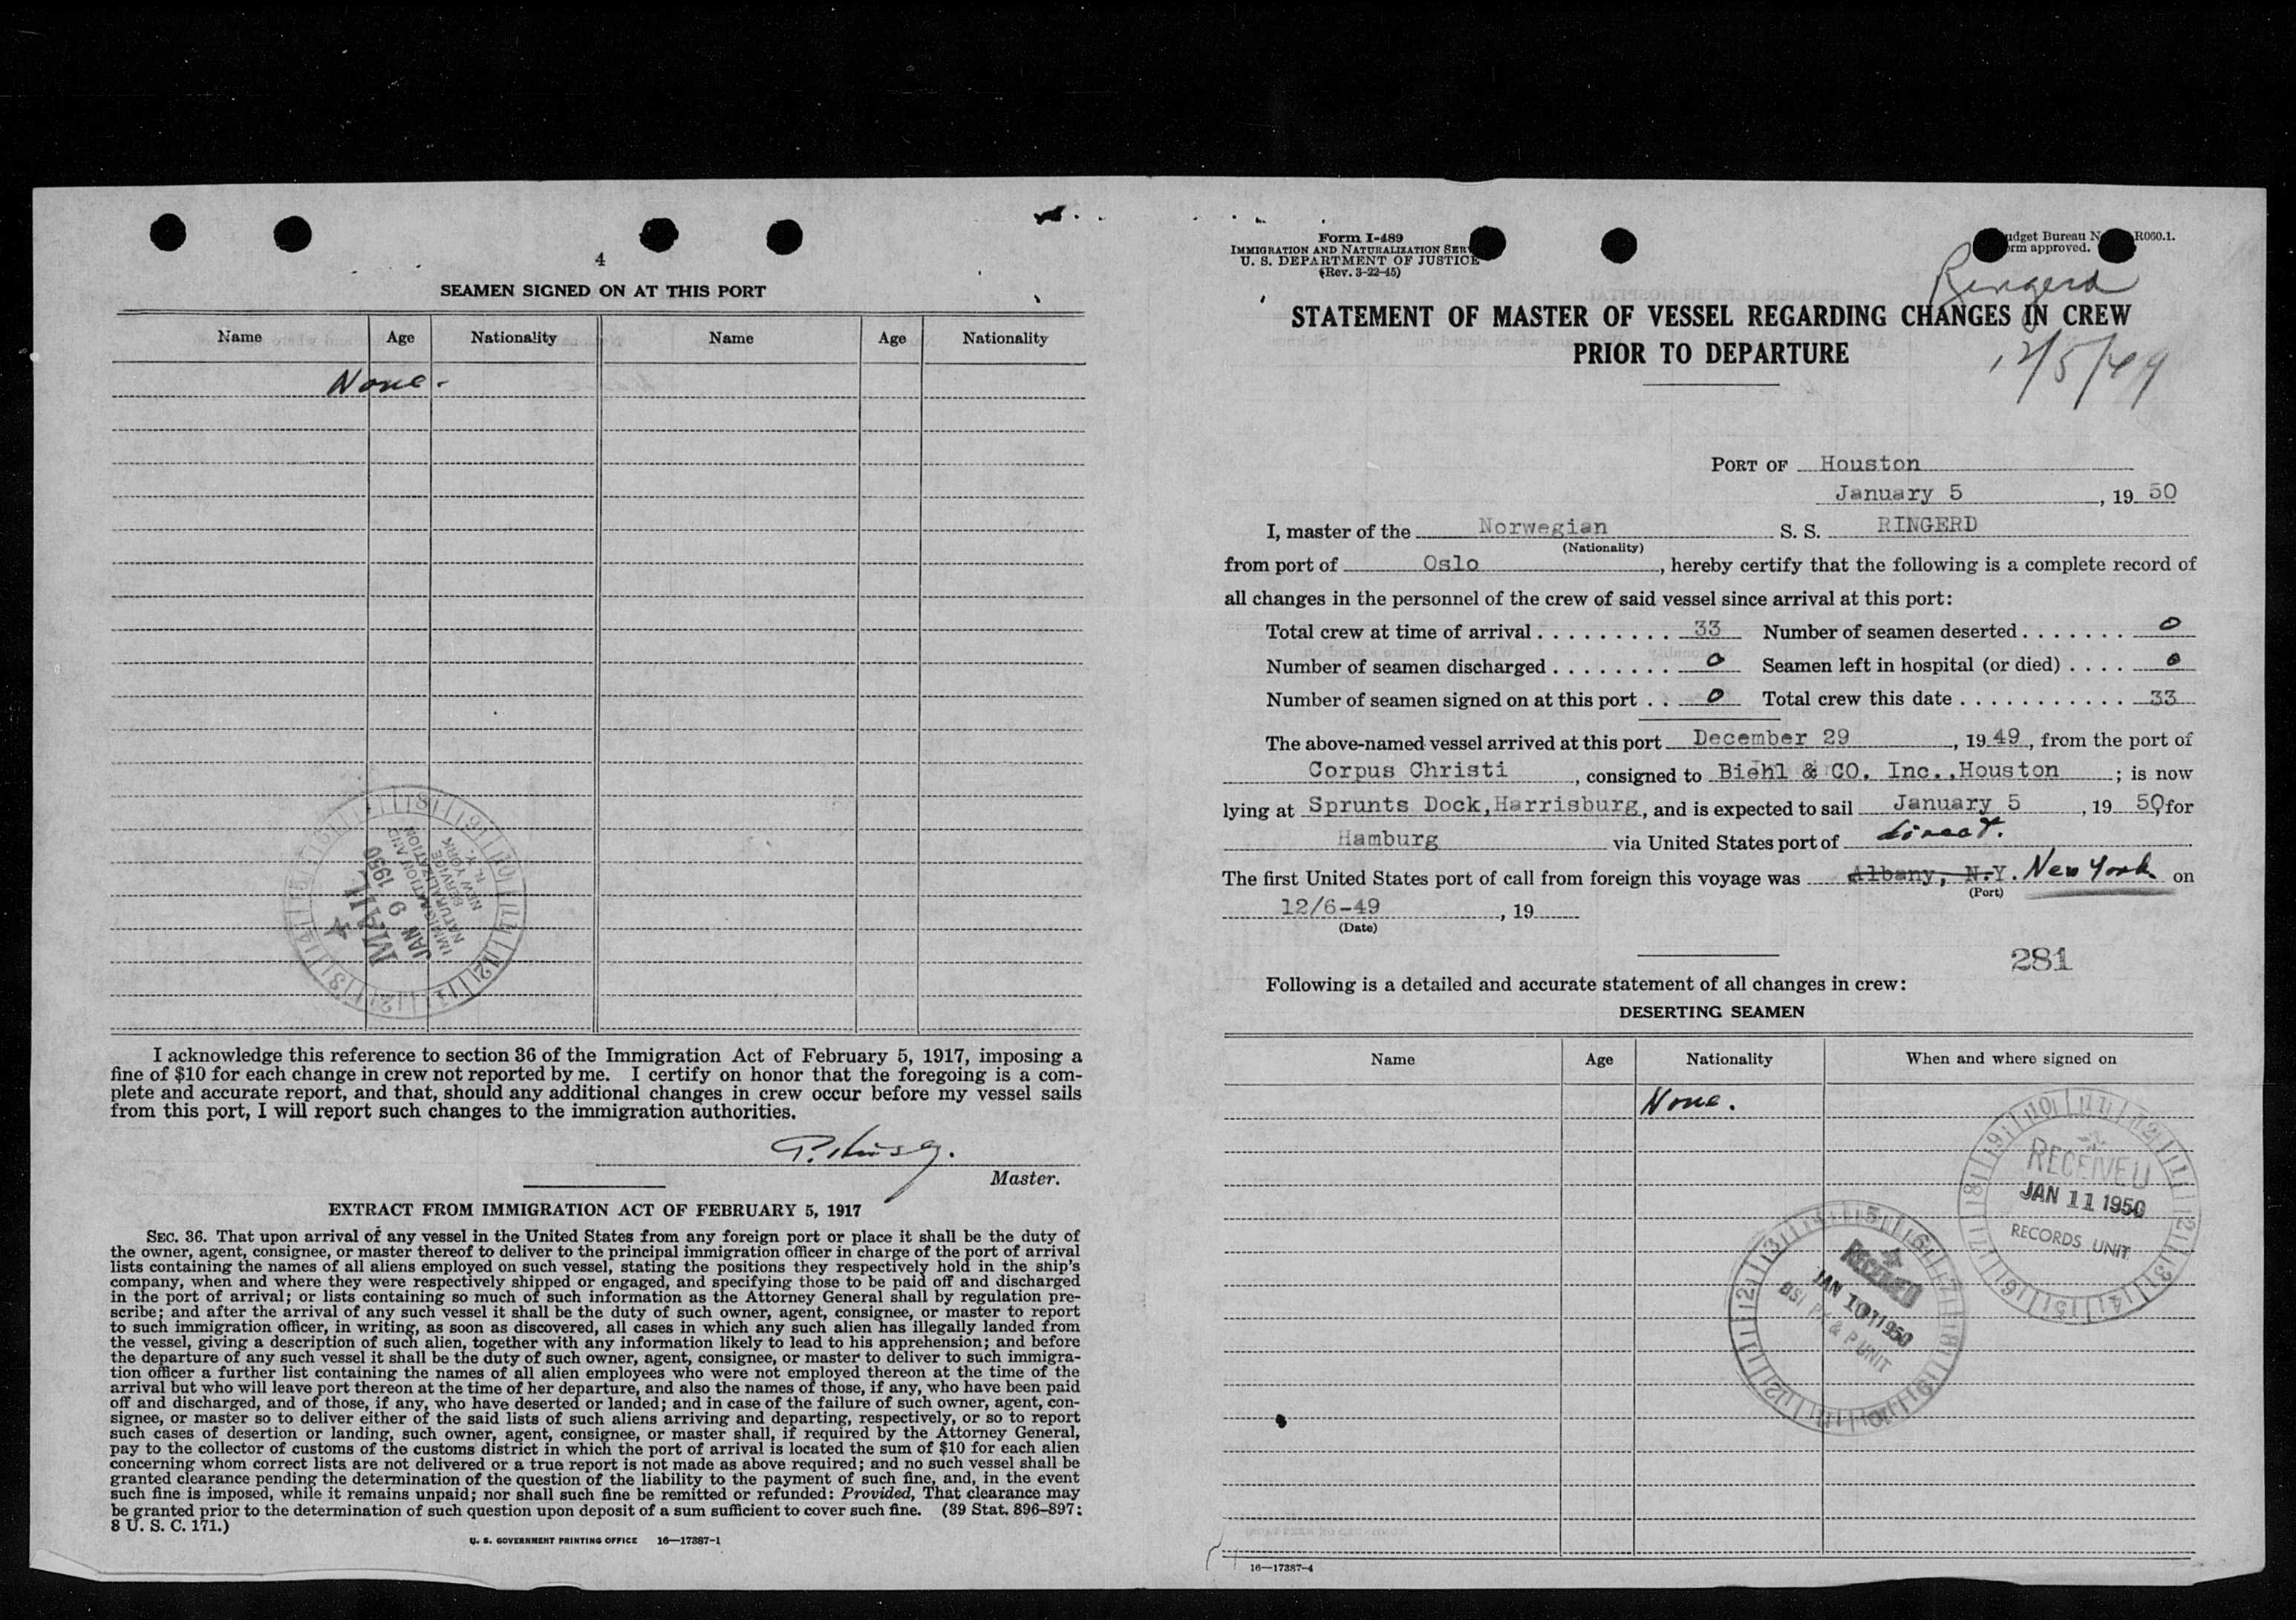 4
SEAMEN SIGNED ON AT THIS PORT
Name Age Nationality Name Age Nationality
None.
MAIL
JAN 9 1950
IMMIGRATION AND
NATURALIZATION
SERVICE
NEW YORK
N. Y.
I acknowledge this reference to section 36 of the Immigration Act of February 5, 1917, imposing a
fine of $10 for each change in crew not reported by me. I certify on honor that the foregoing is a com-
plete and accurate report, and that, should any additional changes in crew occur before my vessel sails
from this port, I will report such changes to the immigration authorities.
Master.
EXTRACT FROM IMMIGRATION ACT OF FEBRUARY 5, 1917
SEC. 36. That upon arrival of any vessel in the United States from any foreign port or place it shall be the duty of
the owner, agent, consignee, or master thereof to deliver to the principal immigration officer in charge of the port of arrival
lists containing the names of all aliens employed on such vessel, stating the positions they respectively hold in the ship's
company, when and where they were respectively shipped or engaged, and specifying those to be paid off and discharged
in the port of arrival; or lists containing so much of such information as the Attorney General shall by regulation pre-
scribe; and after the arrival of any such vessel it shall be the duty of such owner, agent, consignee, or master to report
to such immigration officer, in writing, as soon as discovered, all cases in which any such alien has illegally landed from
the vessel, giving a description of such alien, together with any information likely to lead to his apprehension; and before
the departure of any such vessel it shall be the duty of such owner, agent, consignee, or master to deliver to such immigra-
tion officer a further list containing the names of all alien employees who were not employed thereon at the time of the
arrival but who will leave port thereon at the time of her departure, and also the names of those, if any, who have been paid
off and discharged, and of those, if any, who have deserted or landed; and in case of the failure of such owner, agent, con-
signee, or master so to deliver either of the said lists of such aliens arriving and departing, respectively, or so to report
such cases of desertion or landing, such owner, agent, consignee, or master shall, if required by the Attorney General,
pay to the collector of customs of the customs district in which the port of arrival is located the sum of $10 for each alien
concerning whom correct lists are not delivered or a true report is not made as above required; and no such vessel shall be
granted clearance pending the determination of the question of the liability to the payment of such fine, and, in the event
such fine is imposed, while it remains unpaid; nor shall such fine be remitted or refunded: Provided, That clearance may
be granted prior to the determination of such question upon deposit of a sum sufficient to cover such fine. (39 Stat. 896-897;
8 U. S. C. 171.)
U. S. GOVERNMENT PRINTING OFFICE 16—17387-1
Form I-489
IMMIGRATION AND NATURALIZATION SER
U. S. DEPARTMENT OF JUSTICE
(Rev. 3-22-45)
udget Bureau N R060.1.
rm approved.
Ringerd
12/5/49
STATEMENT OF MASTER OF VESSEL REGARDING CHANGES IN CREW
PRIOR TO DEPARTURE
PORT OF Houston
January 5, 19 50
I, master of the Norwegian S. S. RINGERD
(Nationality)
from port of Oslo, hereby certify that the following is a complete record of
all changes in the personnel of the crew of said vessel since arrival at this port:
Total crew at time of arrival . . . . . . . . . 33 Number of seamen deserted . . . . . . . 0
Number of seamen discharged . . . . . . . . 0 Seamen left in hospital (or died) . . . . 0
Number of seamen signed on at this port . . 0 Total crew this date . . . . . . . . . . . 33
The above-named vessel arrived at this port December 29, 19 49, from the port of
Corpus Christi, consigned to Biehl & CO. Inc.,Houston; is now
lying at Sprunts Dock,Harrisburg, and is expected to sail January 5, 19 50, for
Hamburg via United States port of direct.
The first United States port of call from foreign this voyage was Albany, N.Y. New York on
(Port)
12/6-49, 19
(Date)
281
Following is a detailed and accurate statement of all changes in crew:
DESERTING SEAMEN
Name Age Nationality When and where signed on
None.
RECEIVED
JAN 11 1950
RECORDS UNIT
RECEIVED
JAN 10 1950
UNIT
16—17387-4